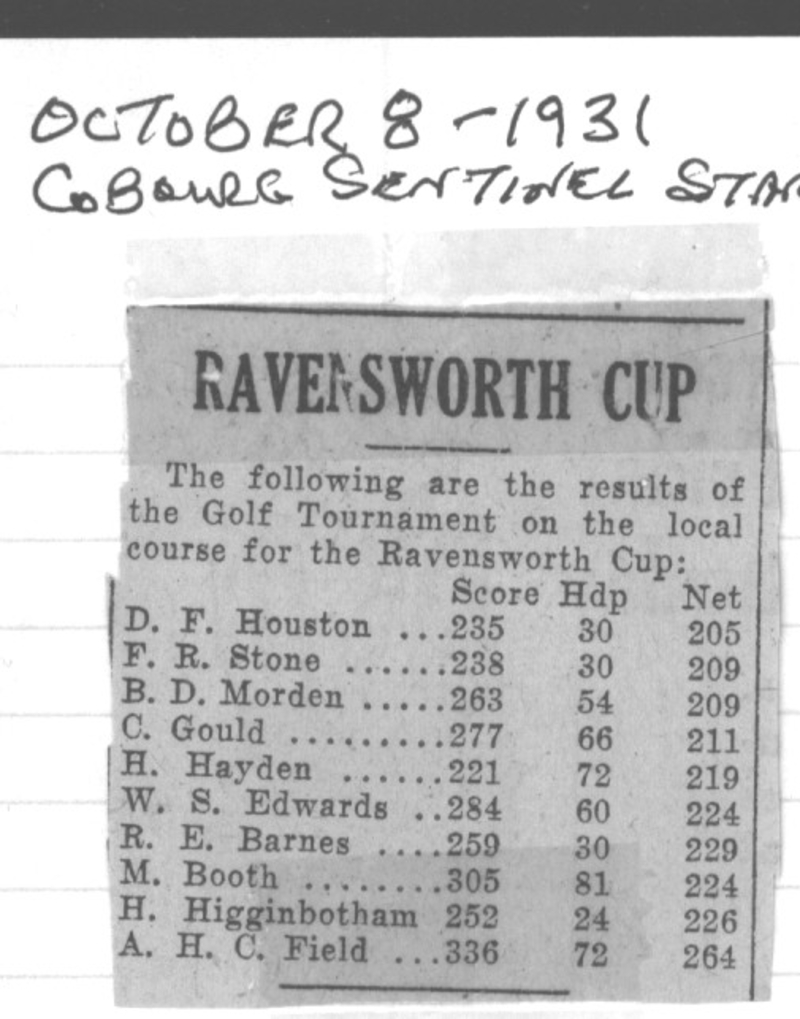 OCTOBER 8 - 1931
COBOURG SENTINEL STAR
RAVENSWORTH CUP
The following are the results of
the Golf Tournament on the local
course for the Ravensworth Cup:
Score Hdp Net
D. F. Houston ...235 30 205
F. R. Stone ......238 30 209
B. D. Morden .....263 54 209
C. Gould .........277 66 211
H. Hayden ......221 72 219
W. S. Edwards ..284 60 224
R. E. Barnes ....259 30 229
M. Booth ........305 81 224
H. Higginbotham 252 24 226
A. H. C. Field ...336 72 264